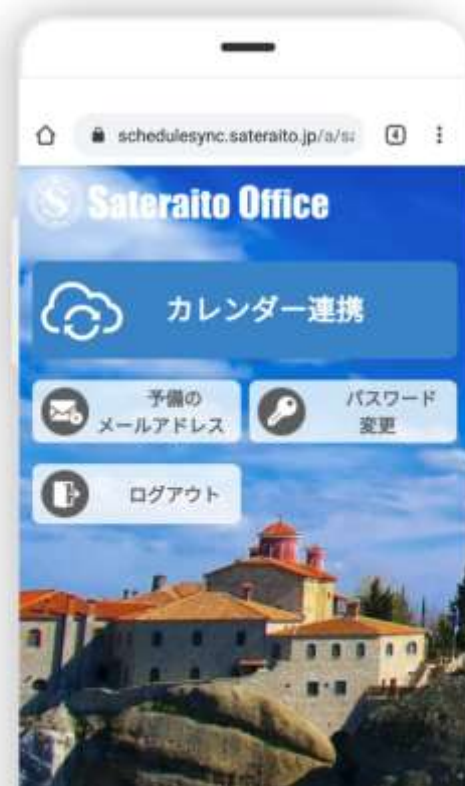 schedulesync.sateraito.jp/a/sa
4
Sateraito Office
カレンダー連携
予備の
メールアドレス
パスワード
変更
ログアウト